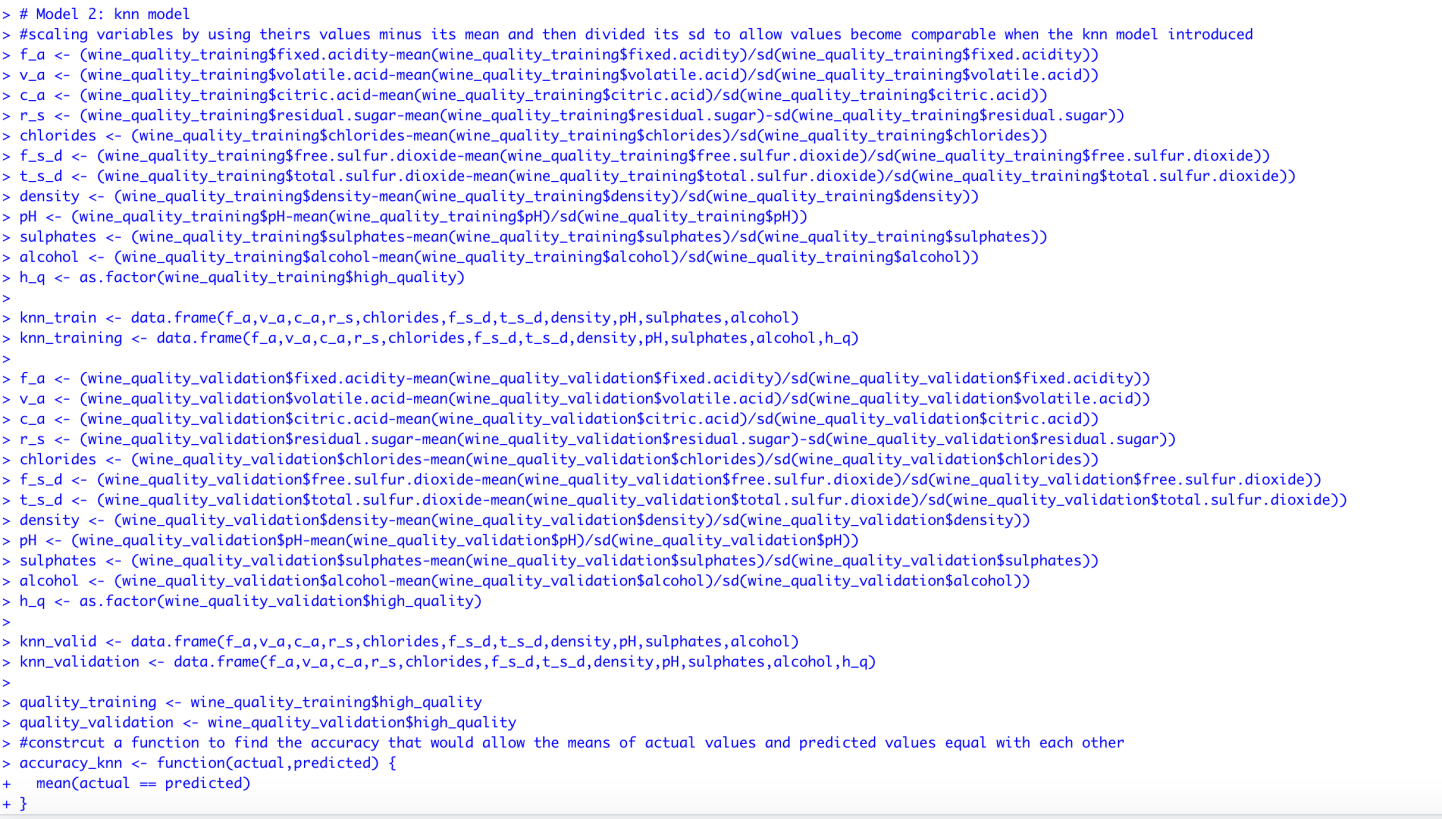 > # Model 2: knn model
> #scaling variables by using theirs values minus its mean and then divided its sd to allow values become comparable when the knn model introduced
> f_a <- (wine_quality_training$fixed.acidity-mean(wine_quality_training$fixed.acidity)/sd(wine_quality_training$fixed.acidity))
> v_a <- (wine_quality_training$volatile.acid-mean(wine_quality_training$volatile.acid)/sd(wine_quality_training$volatile.acid))
> c_a <- (wine_quality_training$citric.acid-mean(wine_quality_training$citric.acid)/sd(wine_quality_training$citric.acid))
> r_s <- (wine_quality_training$residual.sugar-mean(wine_quality_training$residual.sugar)-sd(wine_quality_training$residual.sugar))
> chlorides <- (wine_quality_training$chlorides-mean(wine_quality_training$chlorides)/sd(wine_quality_training$chlorides))
> f_s_d <- (wine_quality_training$free.sulfur.dioxide-mean(wine_quality_training$free.sulfur.dioxide)/sd(wine_quality_training$free.sulfur.dioxide))
> t_s_d <- (wine_quality_training$total.sulfur.dioxide-mean(wine_quality_training$total.sulfur.dioxide)/sd(wine_quality_training$total.sulfur.dioxide))
> density <- (wine_quality_training$density-mean(wine_quality_training$density)/sd(wine_quality_training$density))
> pH <- (wine_quality_training$pH-mean(wine_quality_training$pH)/sd(wine_quality_training$pH))
> sulphates <- (wine_quality_training$sulphates-mean(wine_quality_training$sulphates)/sd(wine_quality_training$sulphates))
> alcohol <- (wine_quality_training$alcohol-mean(wine_quality_training$alcohol)/sd(wine_quality_training$alcohol))
> h_q <- as.factor(wine_quality_training$high_quality)
>
> knn_train <- data.frame(f_a,v_a,c_a,r_s,chlorides,f_s_d,t_s_d,density,pH,sulphates,alcohol)
> knn_training <- data.frame(f_a,v_a,c_a,r_s,chlorides,f_s_d,t_s_d,density,pH,sulphates,alcohol,h_q)
>
> f_a <- (wine_quality_validation$fixed.acidity-mean(wine_quality_validation$fixed.acidity)/sd(wine_quality_validation$fixed.acidity))
> v_a <- (wine_quality_validation$volatile.acid-mean(wine_quality_validation$volatile.acid)/sd(wine_quality_validation$volatile.acid))
> c_a <- (wine_quality_validation$citric.acid-mean(wine_quality_validation$citric.acid)/sd(wine_quality_validation$citric.acid))
> r_s <- (wine_quality_validation$residual.sugar-mean(wine_quality_validation$residual.sugar)-sd(wine_quality_validation$residual.sugar))
> chlorides <- (wine_quality_validation$chlorides-mean(wine_quality_validation$chlorides)/sd(wine_quality_validation$chlorides))
> f_s_d <- (wine_quality_validation$free.sulfur.dioxide-mean(wine_quality_validation$free.sulfur.dioxide)/sd(wine_quality_validation$free.sulfur.dioxide))
> t_s_d <- (wine_quality_validation$total.sulfur.dioxide-mean(wine_quality_validation$total.sulfur.dioxide)/sd(wine_quality_validation$total.sulfur.dioxide))
> density <- (wine_quality_validation$density-mean(wine_quality_validation$density)/sd(wine_quality_validation$density))
> pH <- (wine_quality_validation$pH-mean(wine_quality_validation$pH)/sd(wine_quality_validation$pH))
> sulphates <- (wine_quality_validation$sulphates-mean(wine_quality_validation$sulphates)/sd(wine_quality_validation$sulphates))
> alcohol <- (wine_quality_validation$alcohol-mean(wine_quality_validation$alcohol)/sd(wine_quality_validation$alcohol))
> h_q <- as.factor(wine_quality_validation$high_quality)
>
> knn_valid <- data.frame(f_a,v_a,c_a,r_s,chlorides,f_s_d,t_s_d,density,pH,sulphates,alcohol)
> knn_validation <- data.frame(f_a,v_a,c_a,r_s,chlorides,f_s_d,t_s_d,density,pH,sulphates,alcohol,h_q)
>
> quality_training <- wine_quality_training$high_quality
> quality_validation <- wine_quality_validation$high_quality
> #constrcut a function to find the accuracy that would allow the means of actual values and predicted values equal with each other
> accuracy_knn <- function(actual,predicted) {
+   mean(actual == predicted)
+ }